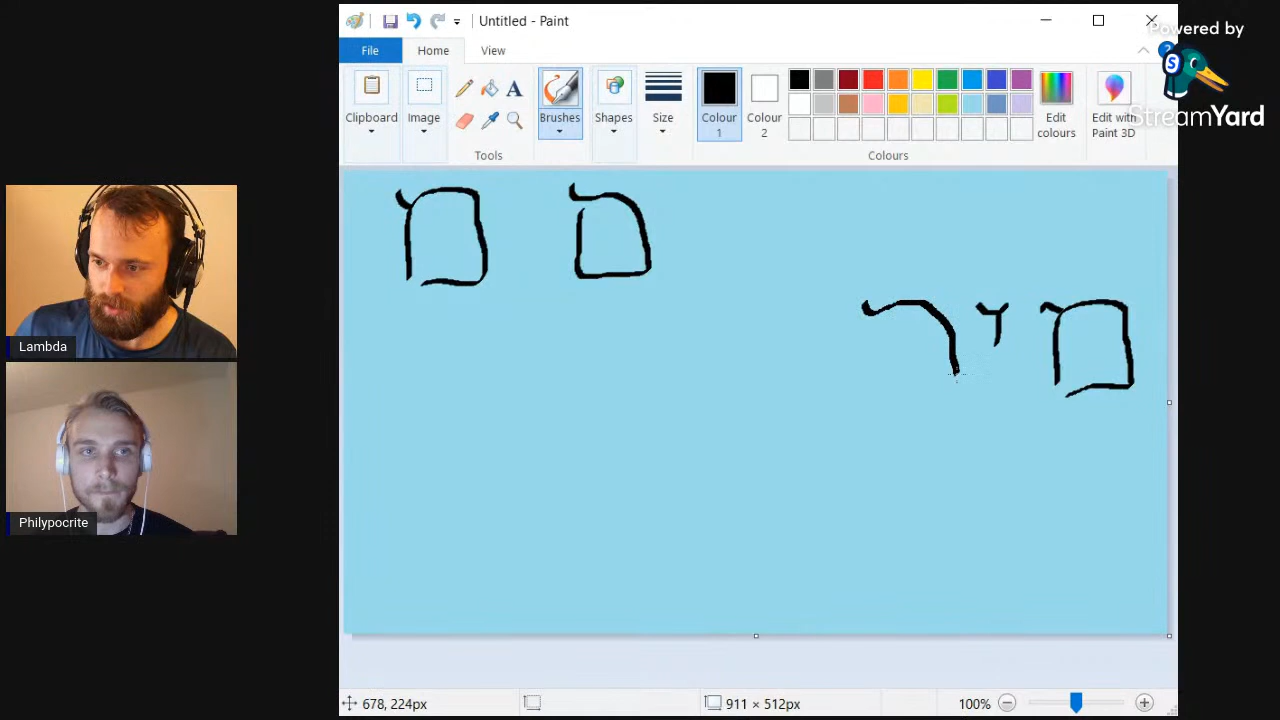 Untitled - Paint
Powered by
StreamYard
File Home View
Clipboard Image Tools Brushes Shapes Size Colour 1 Colour 2 Colours Edit colours Edit with Paint 3D
ם מ
מיר
Lambda
Philypocrite
678, 224px 911 × 512px 100%